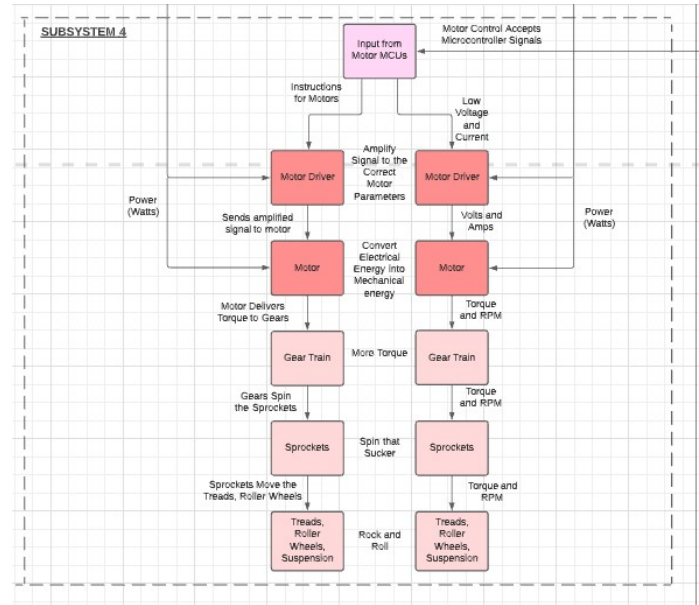 SUBSYSTEM 4
Motor Control Accepts
Microcontroller Signals
Input from
Motor MCUs
Instructions
for Motors
Low
Voltage
and
Current
Amplify
Signal to the
Correct
Motor
Parameters
Motor Driver
Motor Driver
Power
(Watts)
Sends amplified
signal to motor
Volts and
Amps
Power
(Watts)
Convert
Electrical
Energy into
Mechanical
energy
Motor
Motor
Motor Delivers
Torque to Gears
Torque
and RPM
Gear Train
More Torque
Gear Train
Gears Spin
the Sprockets
Torque
and RPM
Sprockets
Spin that
Sucker
Sprockets
Sprockets Move the
Treads, Roller Wheels
Torque and
RPM
Treads,
Roller
Wheels,
Suspension
Rock and
Roll
Treads,
Roller
Wheels,
Suspension